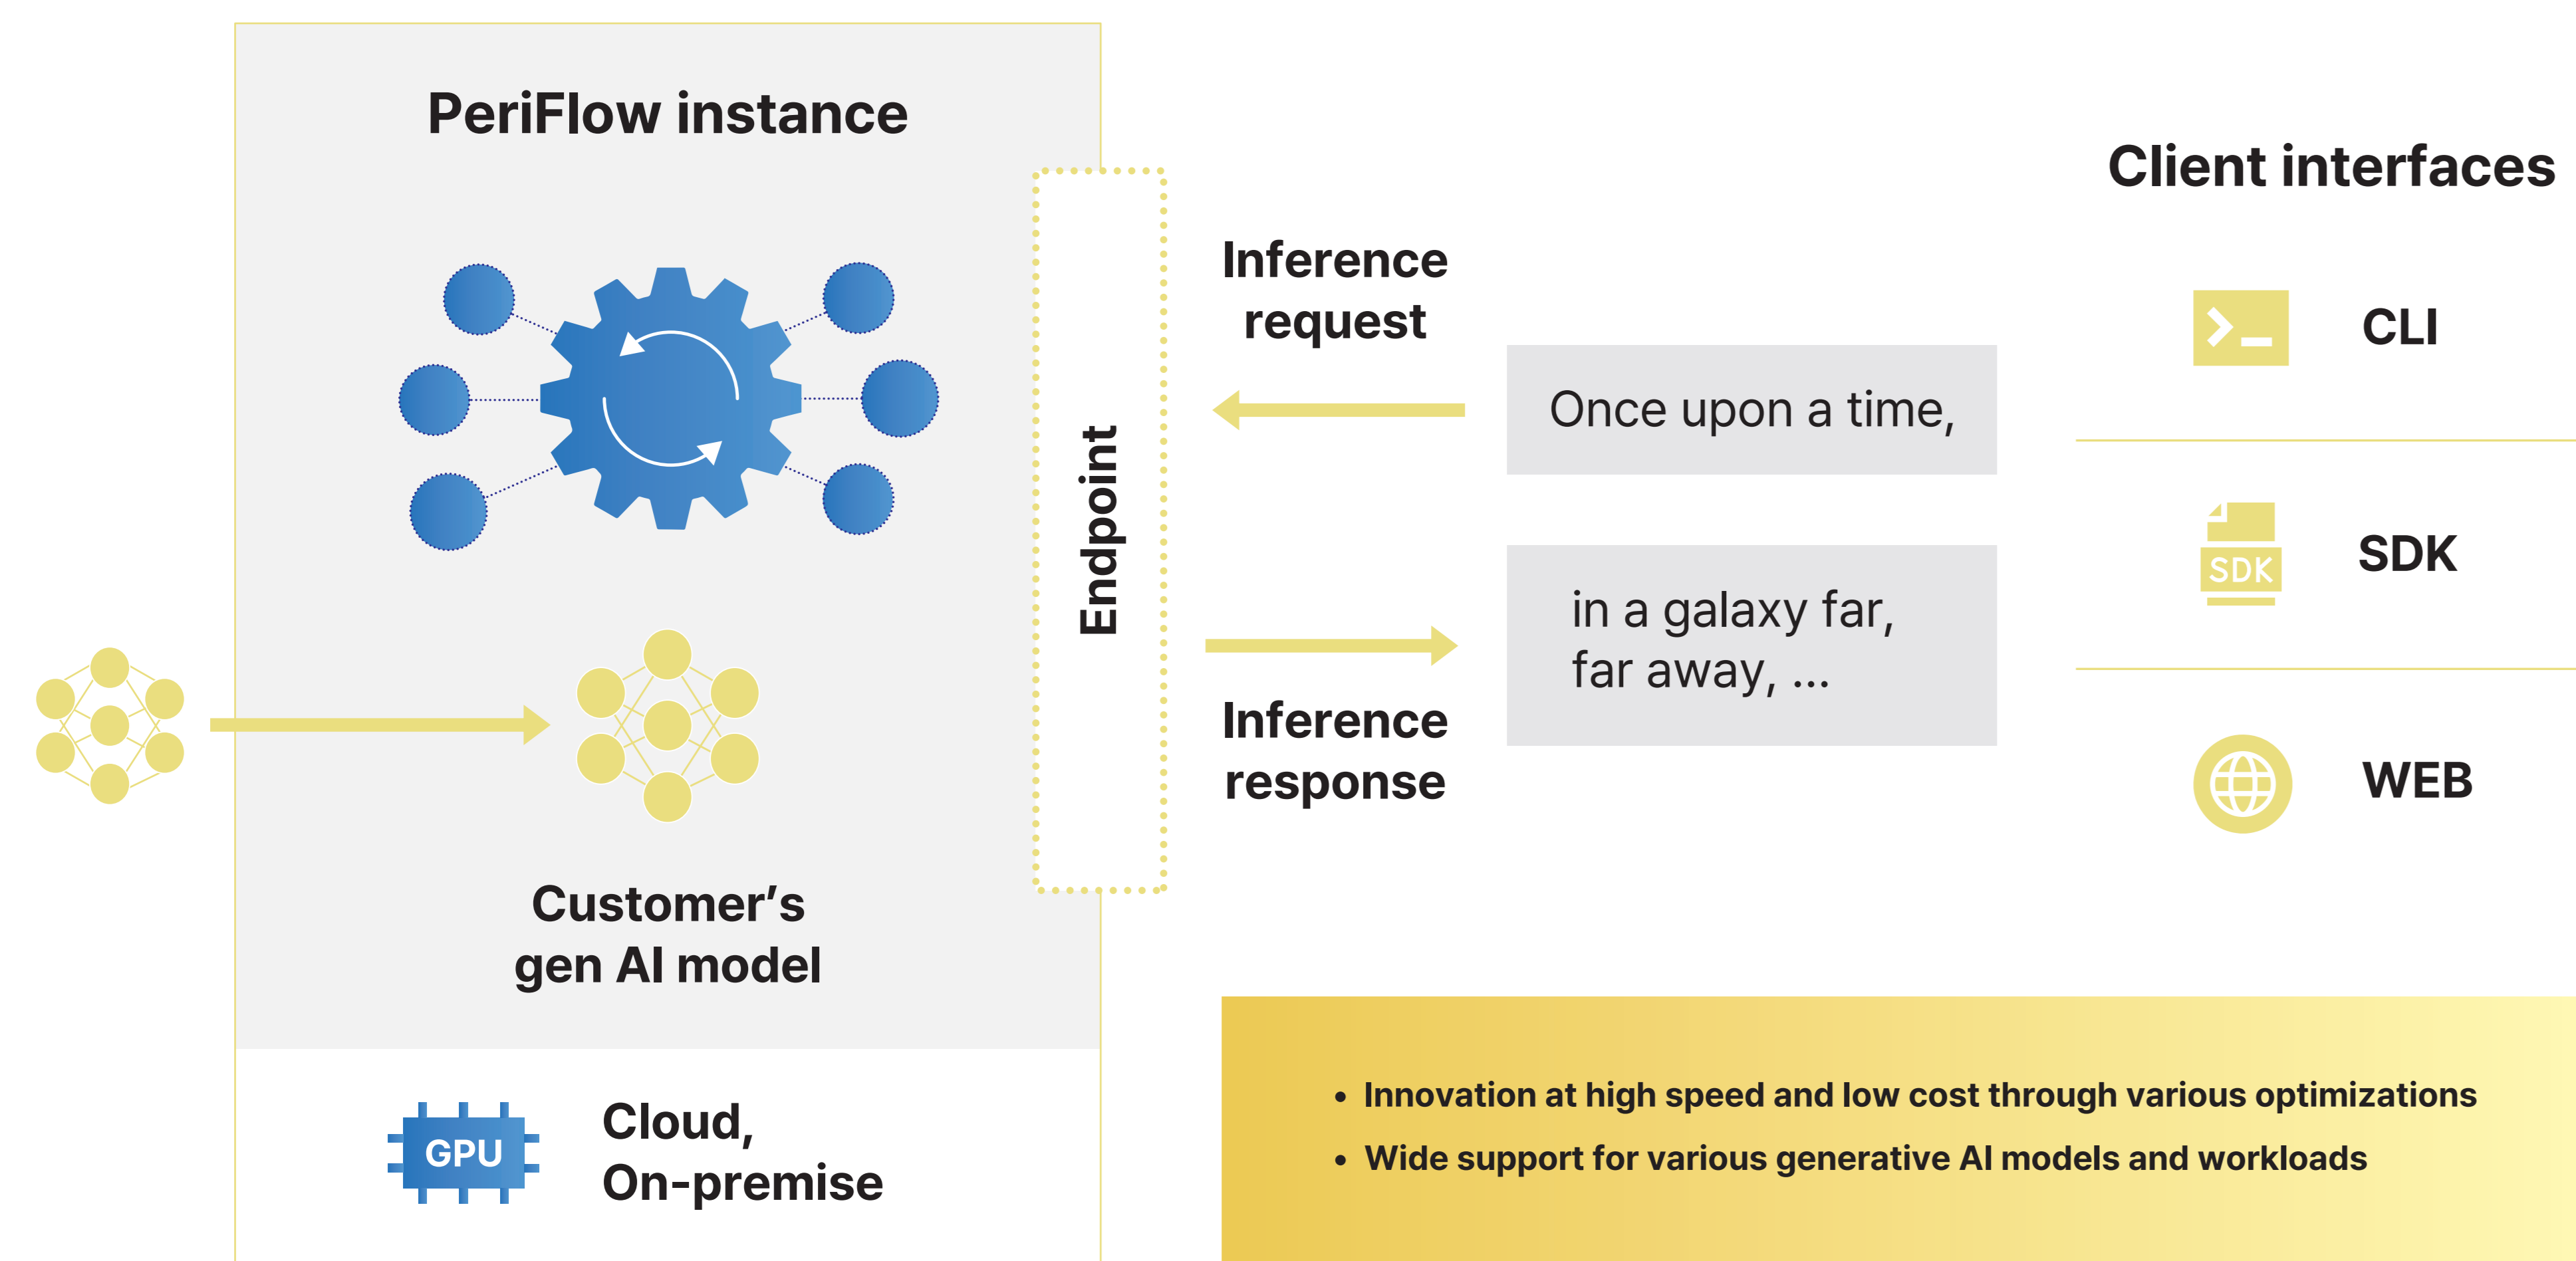 PeriFlow instance
Customer’s
gen AI model
GPU
Cloud,
On-premise
Endpoint
Inference
request
Once upon a time,
in a galaxy far,
far away, ...
Inference
response
Client interfaces
CLI
SDK
SDK
WEB
• Innovation at high speed and low cost through various optimizations
• Wide support for various generative AI models and workloads